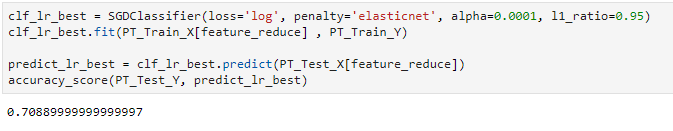 clf_lr_best = SGDClassifier(loss='log', penalty='elasticnet', alpha=0.0001, l1_ratio=0.95)
clf_lr_best.fit(PT_Train_X[feature_reduce] , PT_Train_Y)
predict_lr_best = clf_lr_best.predict(PT_Test_X[feature_reduce])
accuracy_score(PT_Test_Y, predict_lr_best)
0.70889999999999997